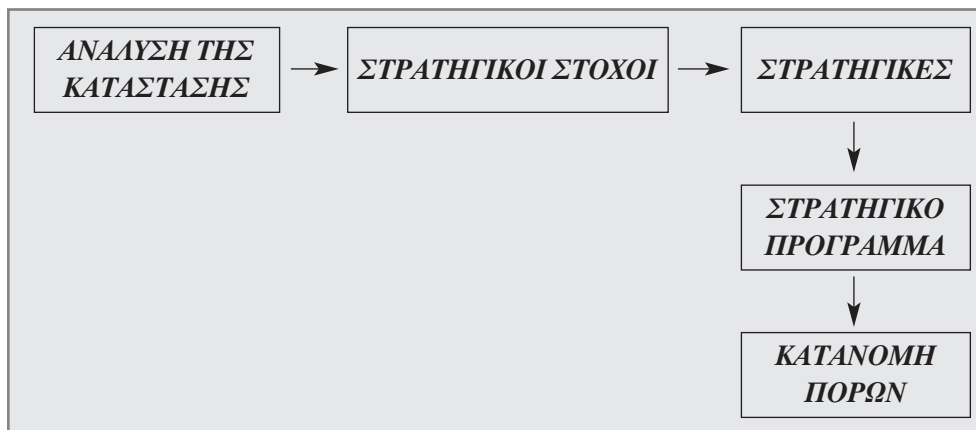 ΑΝΑΛΥΣΗ ΤΗΣ
ΚΑΤΑΣΤΑΣΗΣ
ΣΤΡΑΤΗΓΙΚΟΙ ΣΤΟΧΟΙ
ΣΤΡΑΤΗΓΙΚΕΣ
ΣΤΡΑΤΗΓΙΚΟ
ΠΡΟΓΡΑΜΜΑ
ΚΑΤΑΝΟΜΗ
ΠΟΡΩΝ